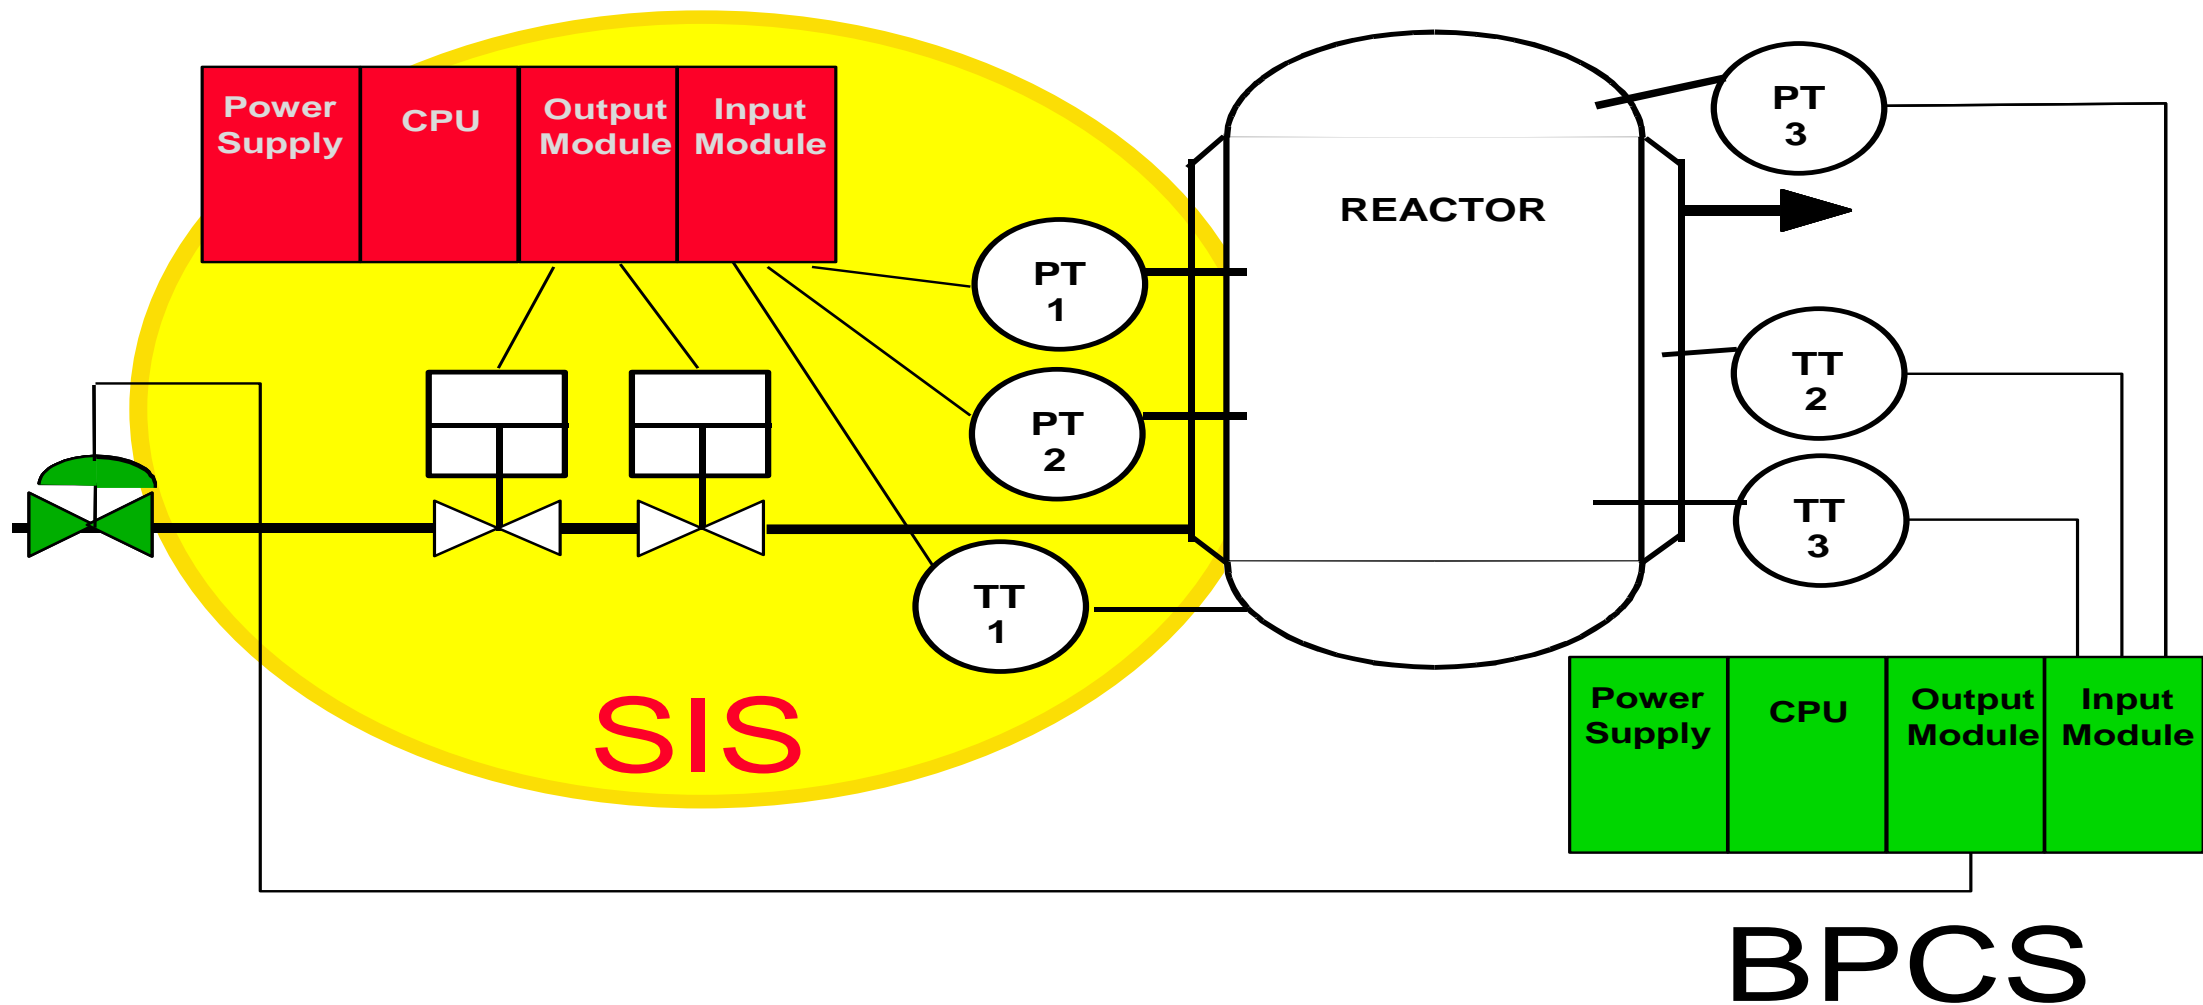 Power
Supply
CPU
Output
Module
Input
Module
PT
1
PT
2
TT
1
SIS
REACTOR
PT
3
TT
2
TT
3
Power
Supply
CPU
Output
Module
Input
Module
BPCS